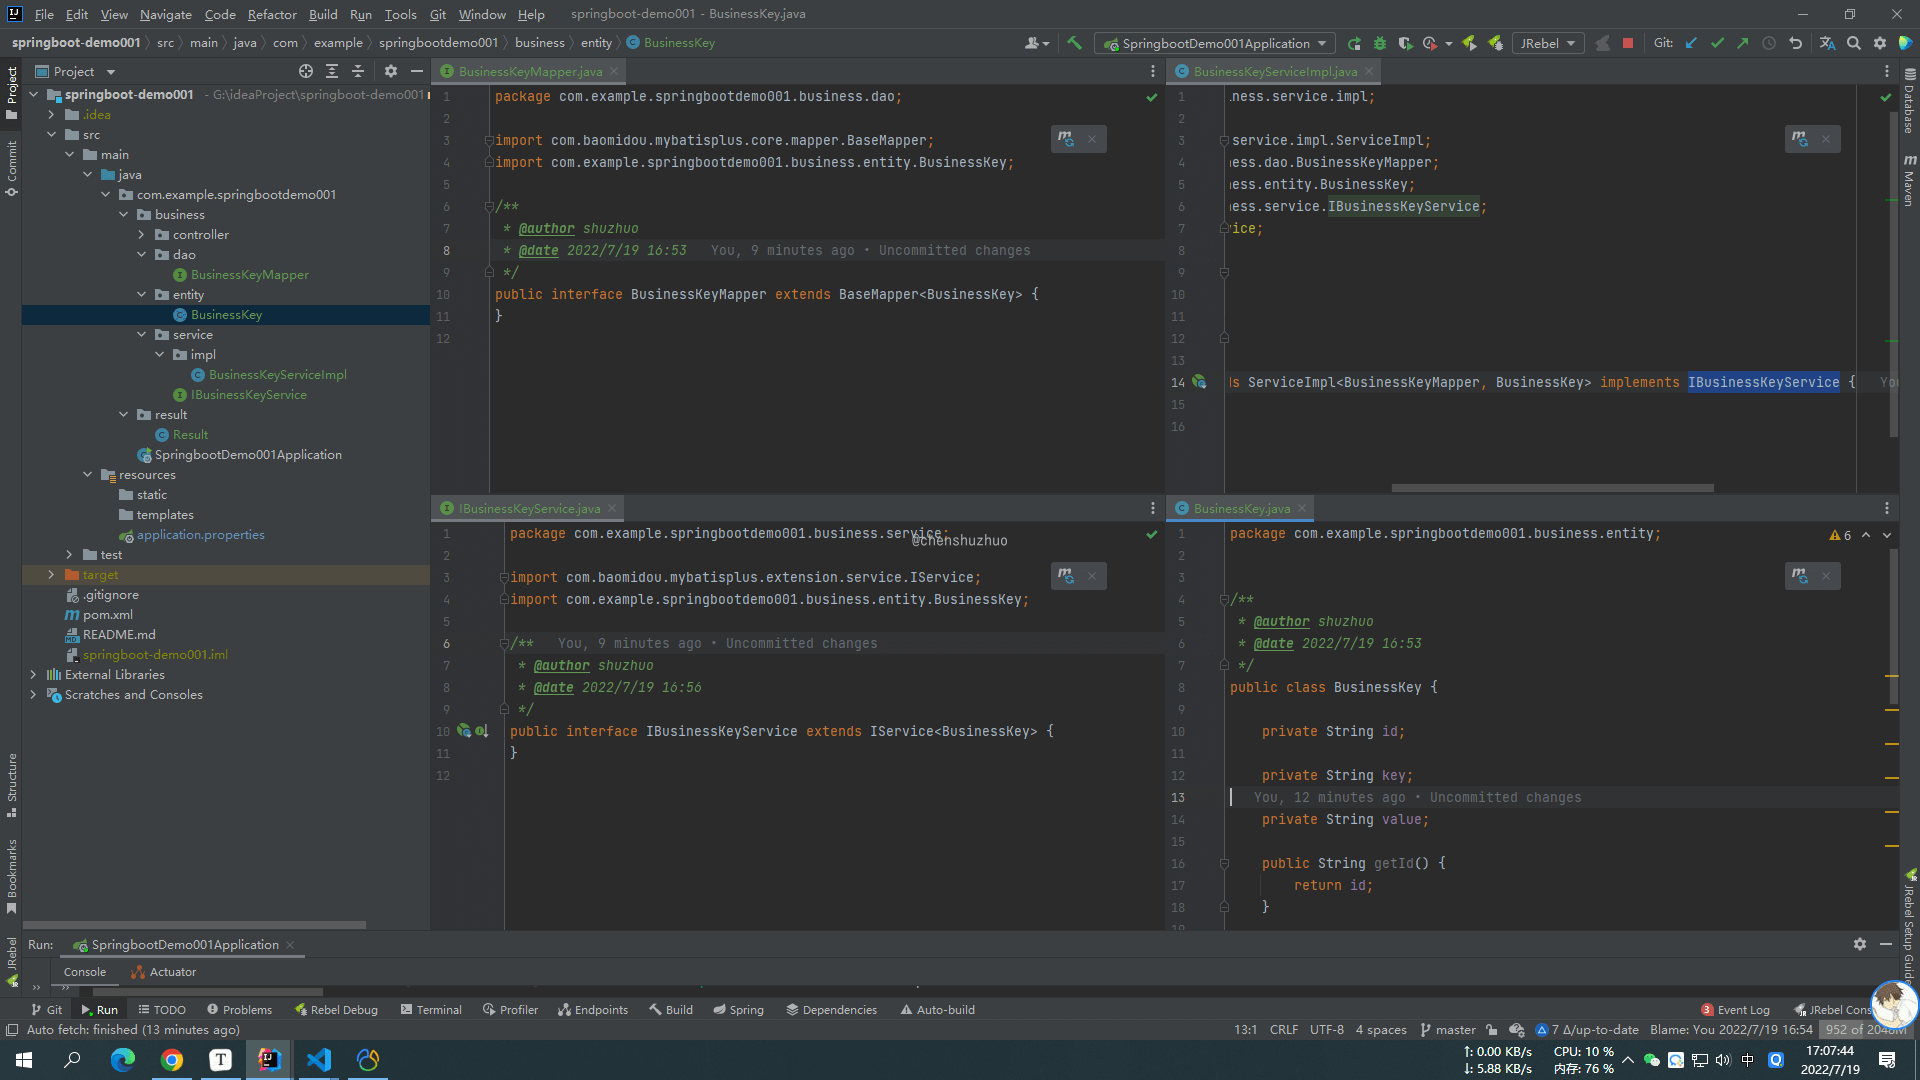 File Edit View Navigate Code Refactor Build Run Tools Git Window Help springboot-demo001 - BusinessKey.java
springboot-demo001 src main java com example springbootdemo001 business entity BusinessKey
SpringbootDemo001Application JRebel Git:
Project
Project
Commit
Structure
Bookmarks
JRebel
springboot-demo001 - G:\ideaProject\springboot-demo001
.idea
src
main
java
com.example.springbootdemo001
business
controller
dao
BusinessKeyMapper
entity
BusinessKey
service
impl
BusinessKeyServiceImpl
IBusinessKeyService
result
Result
SpringbootDemo001Application
resources
static
templates
application.properties
test
target
.gitignore
pom.xml
README.md
springboot-demo001.iml
External Libraries
Scratches and Consoles
BusinessKeyMapper.java
1 package com.example.springbootdemo001.business.dao;
2
3 import com.baomidou.mybatisplus.core.mapper.BaseMapper;
4 import com.example.springbootdemo001.business.entity.BusinessKey;
5
6 /**
7 * @author shuzhuo
8 * @date 2022/7/19 16:53 You, 9 minutes ago • Uncommitted changes
9 */
10 public interface BusinessKeyMapper extends BaseMapper<BusinessKey> {
11 }
12
BusinessKeyServiceImpl.java
1 ness.service.impl;
2
3 service.impl.ServiceImpl;
4 ness.dao.BusinessKeyMapper;
5 ness.entity.BusinessKey;
6 ness.service.IBusinessKeyService;
7 vice;
8
9
10
11
12
13
14 ds ServiceImpl<BusinessKeyMapper, BusinessKey> implements IBusinessKeyService { You
15
16
IBusinessKeyService.java
1 package com.example.springbootdemo001.business.service;
@chenshuzhuo
2
3 import com.baomidou.mybatisplus.extension.service.IService;
4 import com.example.springbootdemo001.business.entity.BusinessKey;
5
6 /** You, 9 minutes ago • Uncommitted changes
7 * @author shuzhuo
8 * @date 2022/7/19 16:56
9 */
10 public interface IBusinessKeyService extends IService<BusinessKey> {
11 }
12
BusinessKey.java
1 package com.example.springbootdemo001.business.entity; 6
2
3
4 /**
5 * @author shuzhuo
6 * @date 2022/7/19 16:53
7 */
8 public class BusinessKey {
9
10 private String id;
11
12 private String key;
13 You, 12 minutes ago • Uncommitted changes
14 private String value;
15
16 public String getId() {
17 return id;
18 }
19
Database
Maven
JRebel Setup Guide
Run: SpringbootDemo001Application
Console Actuator
Git Run TODO Problems Rebel Debug Terminal Profiler Endpoints Build Spring Dependencies Auto-build 3 Event Log JRebel Cons
Auto fetch: finished (13 minutes ago) 13:1 CRLF UTF-8 4 spaces master 7 Δ/up-to-date Blame: You 2022/7/19 16:54 952 of 2048M
↑: 0.00 KB/s CPU: 10 % 中 17:07:44
↓: 5.88 KB/s 内存: 76 % 2022/7/19